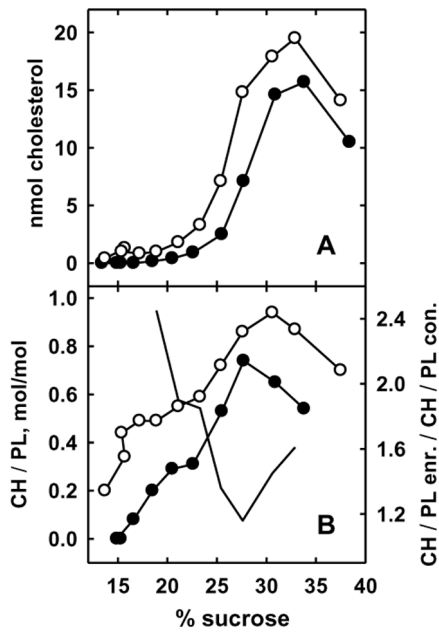 20
15
10
5
0
nmol cholesterol
A
1.0
0.8
0.6
0.4
0.2
0.0
CH / PL, mol/mol
2.4
2.0
1.6
1.2
CH / PL enr. / CH / PL con.
B
15 20 25 30 35 40
% sucrose